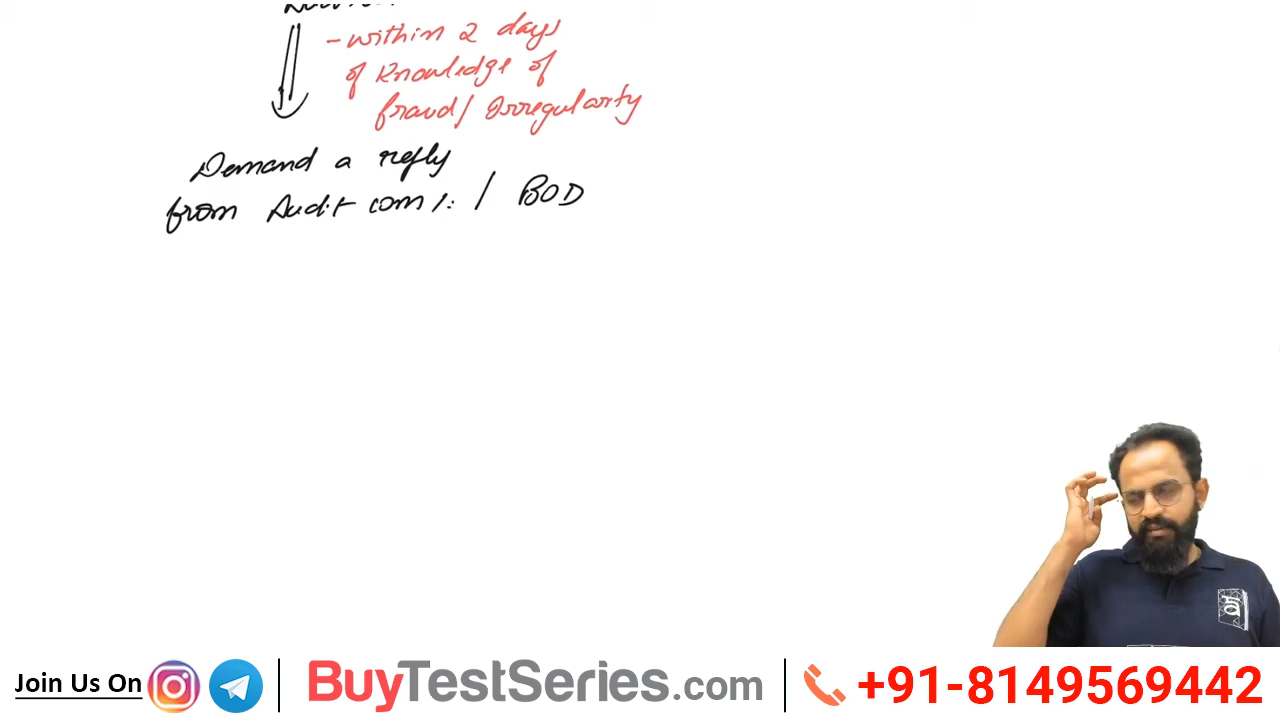 - within 2 days
of Knowledge of
fraud/ Irregularity
Demand a reply
from Audit com /: / BOD
Join Us On
BuyTestSeries.com
+91-8149569442